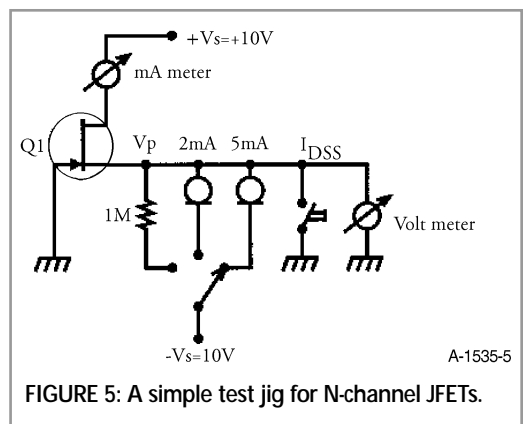 +Vs=+10V
mA meter
Q1
Vp 2mA 5mA IDSS
1M
Volt meter
-Vs=10V
A-1535-5
FIGURE 5: A simple test jig for N-channel JFETs.